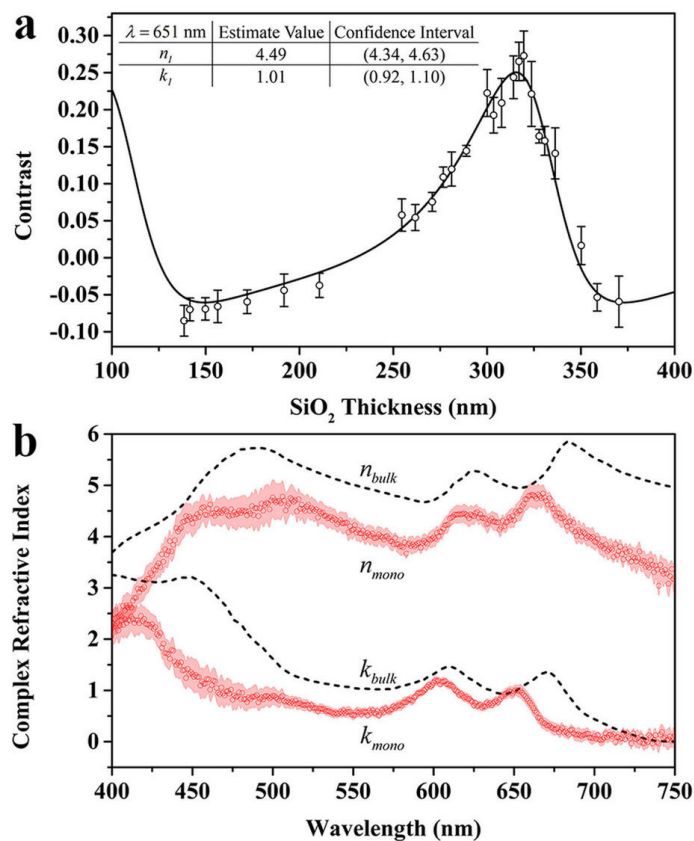 a
λ = 651 nm Estimate Value Confidence Interval
n1 4.49 (4.34, 4.63)
k1 1.01 (0.92, 1.10)
0.30
0.25
0.20
0.15
0.10
0.05
0.00
-0.05
-0.10
Contrast
100 150 200 250 300 350 400
SiO2 Thickness (nm)
b
6
5
4
3
2
1
0
Complex Refractive Index
nbulk
nmono
kbulk
kmono
400 450 500 550 600 650 700 750
Wavelength (nm)